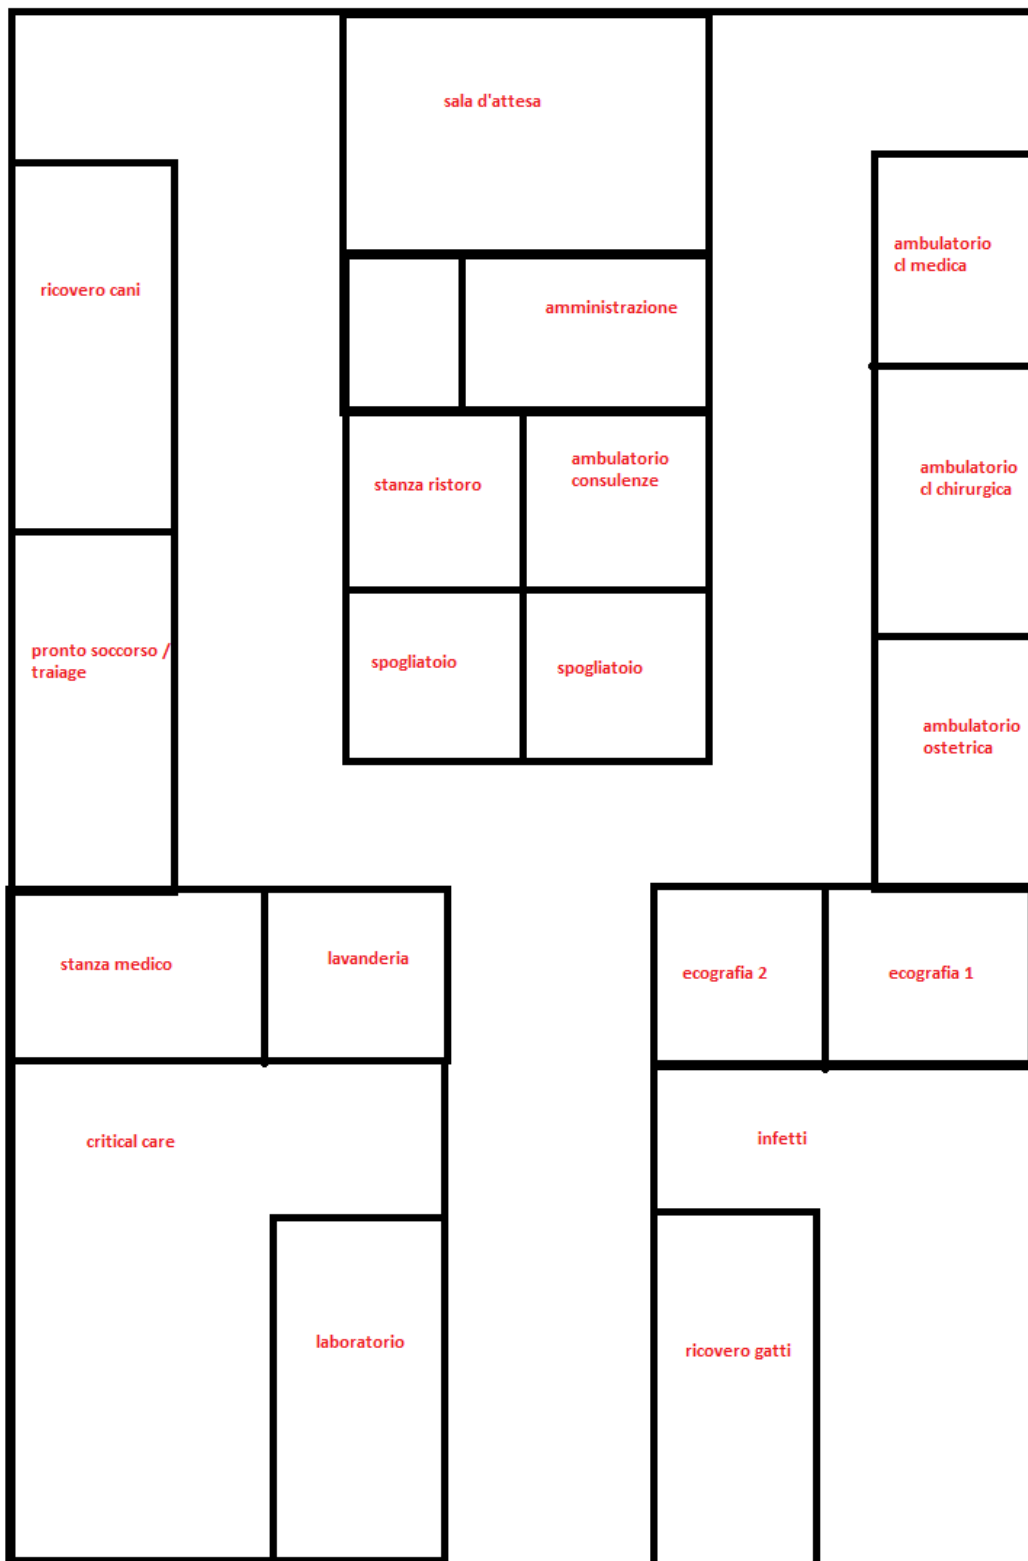 sala d'attesa
ambulatorio
cl medica
ricovero cani
amministrazione
ambulatorio
consulenze
stanza ristoro
ambulatorio
cl chirurgica
pronto soccorso /
traiage
spogliatoio
spogliatoio
ambulatorio
ostetrica
stanza medico
lavanderia
ecografia 2
ecografia 1
critical care
infetti
laboratorio
ricovero gatti